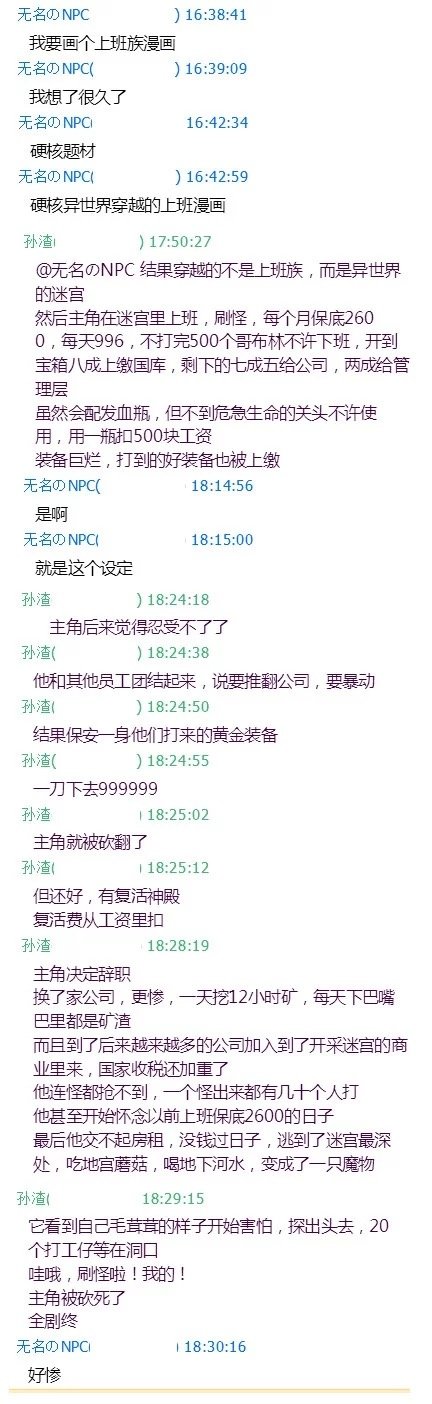 无名のNPC ) 16:38:41
我要画个上班族漫画
无名のNPC( ) 16:39:09
我想了很久了
无名のNPC( 16:42:34
硬核题材
无名のNPC( ) 16:42:59
硬核异世界穿越的上班漫画
孙渣( ) 17:50:27
@无名のNPC 结果穿越的不是上班族，而是异世界
的迷宫
然后主角在迷宫里上班，刷怪，每个月保底260
0，每天996，不打完500个哥布林不许下班，开到
宝箱八成上缴国库，剩下的七成五给公司，两成给管
理层
虽然会配发血瓶，但不到危急生命的关头不许使
用，用一瓶扣500块工资
装备巨烂，打到的好装备也被上缴
无名のNPC( 18:14:56
是啊
无名のNPC( 18:15:00
就是这个设定
孙渣 ) 18:24:18
主角后来觉得忍受不了了
孙渣( ) 18:24:38
他和其他员工团结起来，说要推翻公司，要暴动
孙渣( ) 18:24:50
结果保安一身他们打来的黄金装备
孙渣( ) 18:24:55
一刀下去999999
孙渣 18:25:02
主角就被砍翻了
孙渣( 18:25:12
但还好，有复活神殿
复活费从工资里扣
孙渣 18:28:19
主角决定辞职
换了家公司，更惨，一天挖12小时矿，每天下巴嘴
巴里都是矿渣
而且到了后来越来越多的公司加入到了开采迷宫的商
业里来，国家收税还加重了
他连怪都抢不到，一个怪出来都有几十个人打
他甚至开始怀念以前上班保底2600的日子
最后他交不起房租，没钱过日子，逃到了迷宫最深
处，吃地宫蘑菇，喝地下河水，变成了一只魔物
孙渣( 18:29:15
它看到自己毛茸茸的样子开始害怕，探出头去，20
个打工仔等在洞口
哇哦，刷怪啦！我的！
主角被砍死了
全剧终
无名のNPC( ) 18:30:16
好惨